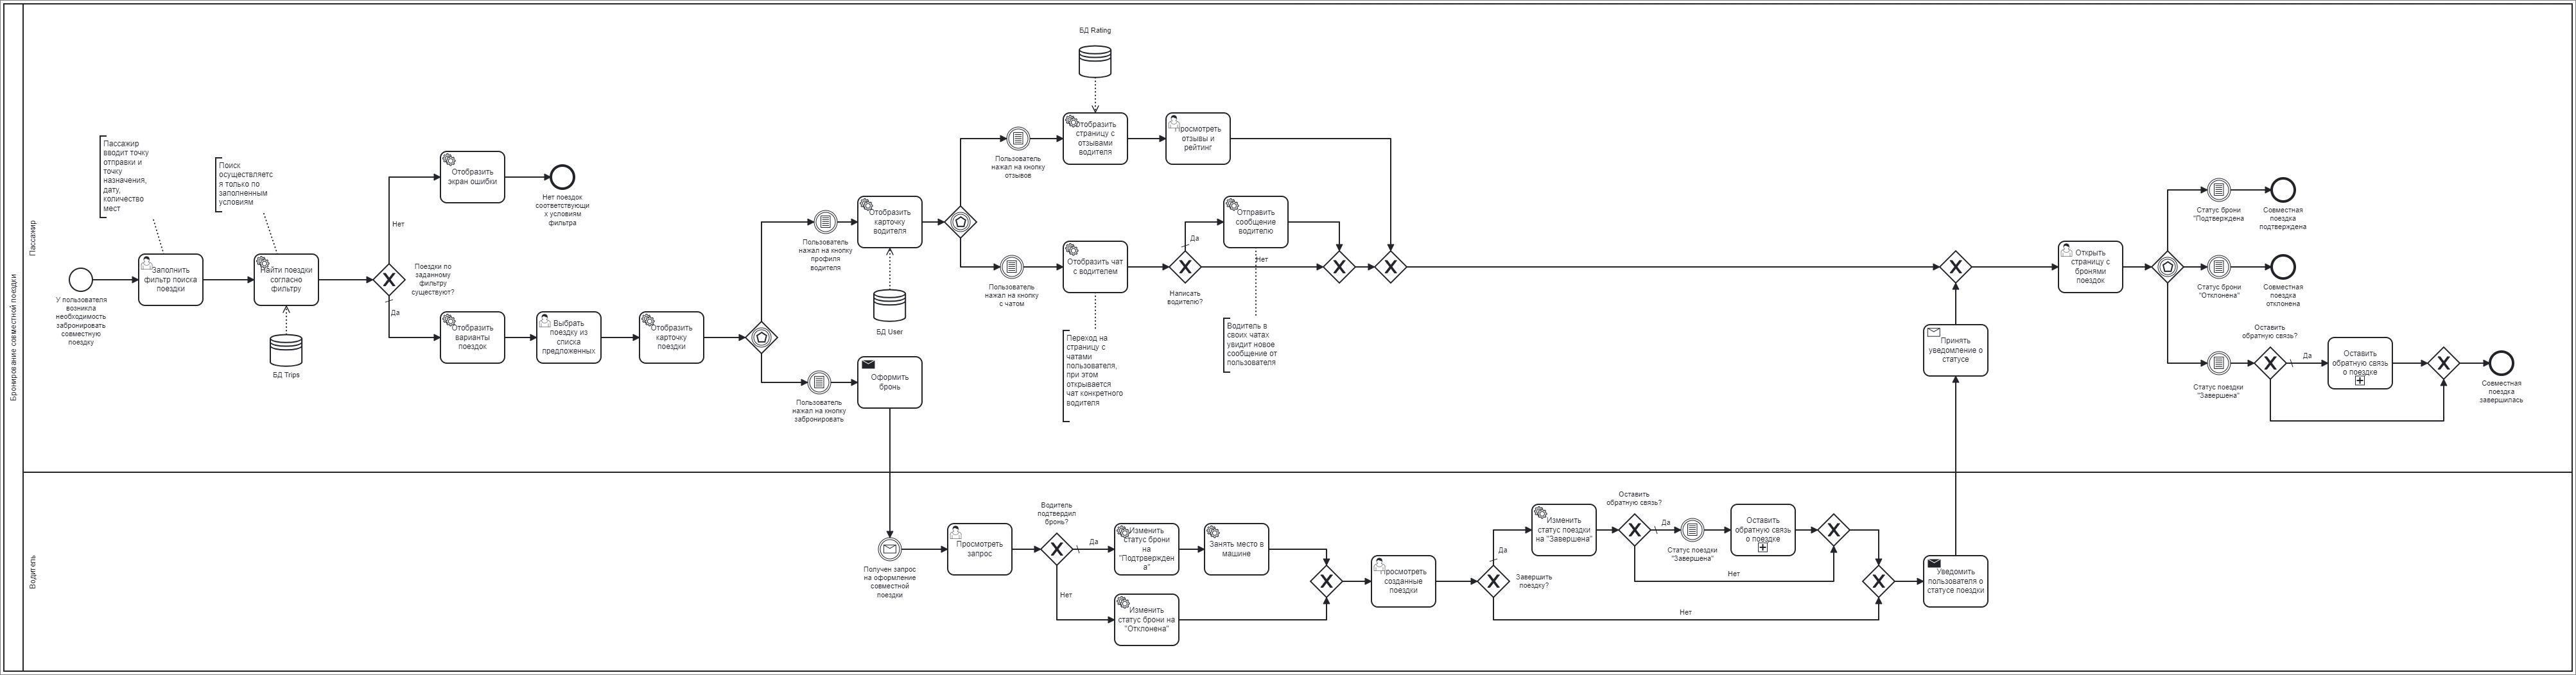 Бронирование совместной поездки
Пассажир
Водитель
У пользователя
возникла
необходимость
забронировать
совместную
поездку
Пассажир
вводит точку
отправки и
точку
назначения,
дату,
количество
мест
Заполнить
фильтр поиска
поездки
Поиск
осуществляетс
я только по
заполненным
условиям
Найти поездки
согласно
фильтру
БД Trips
Поездки по
заданному
фильтру
существуют?
Нет
Да
Отобразить
экран ошибки
Нет поездок
соответствующи
х условиям
фильтра
Отобразить
варианты
поездок
Выбрать
поездку из
списка
предложенных
Отобразить
карточку
поездки
Пользователь
нажал на кнопку
профиля
водителя
Отобразить
карточку
водителя
БД User
Пользователь
нажал на кнопку
забронировать
Оформить
бронь
Пользователь
нажал на кнопку
отзывов
БД Rating
Отобразить
страницу с
отзывами
водителя
Просмотреть
отзывы и
рейтинг
Пользователь
нажал на кнопку
с чатом
Отобразить чат
с водителем
Переход на
страницу с
чатами
пользователя,
при этом
открывается
чат конкретного
водителя
Написать
водителю?
Да
Нет
Отправить
сообщение
водителю
Водитель в
своих чатах
увидит новое
сообщение от
пользователя
Принять
уведомление о
статусе
Открыть
страницу с
бронями
поездок
Статус брони
"Подтверждена
Совместная
поездка
подтверждена
Статус брони
"Отклонена"
Совместная
поездка
отклонена
Статус поездки
"Завершена"
Оставить
обратную связь?
Да
Оставить
обратную связь
о поездке
Совместная
поездка
завершилась
Получен запрос
на оформление
совместной
поездки
Просмотреть
запрос
Водитель
подтвердил
бронь?
Да
Нет
Изменить
статус брони
на
"Подтвержден
а"
Занять место в
машине
Изменить
статус брони на
"Отклонена"
Просмотреть
созданные
поездки
Завершить
поездку?
Да
Нет
Изменить
статус поездки
на "Завершена"
Оставить
обратную связь?
Да
Нет
Статус поездки
"Завершена"
Оставить
обратную связь
о поездке
Уведомить
пользователя о
статусе поездки